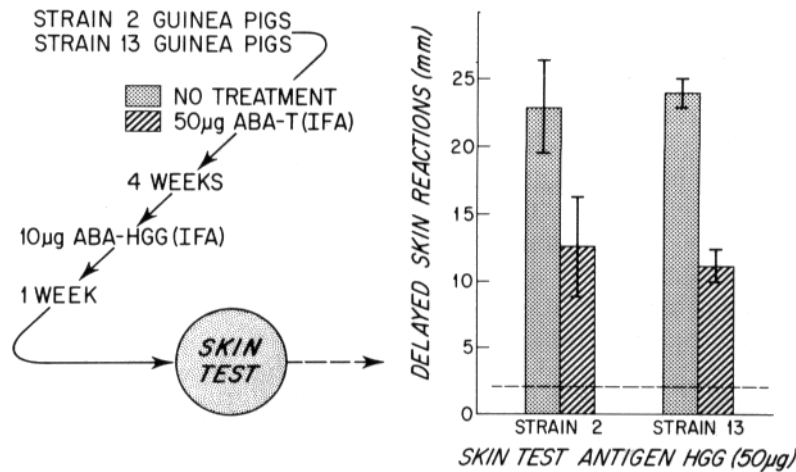 STRAIN 2 GUINEA PIGS
STRAIN 13 GUINEA PIGS
NO TREATMENT
50µg ABA-T(IFA)
4 WEEKS
10µg ABA-HGG(IFA)
1 WEEK
SKIN
TEST
DELAYED SKIN REACTIONS (mm)
25
20
15
10
5
0
STRAIN 2
STRAIN 13
SKIN TEST ANTIGEN HGG (50µg)